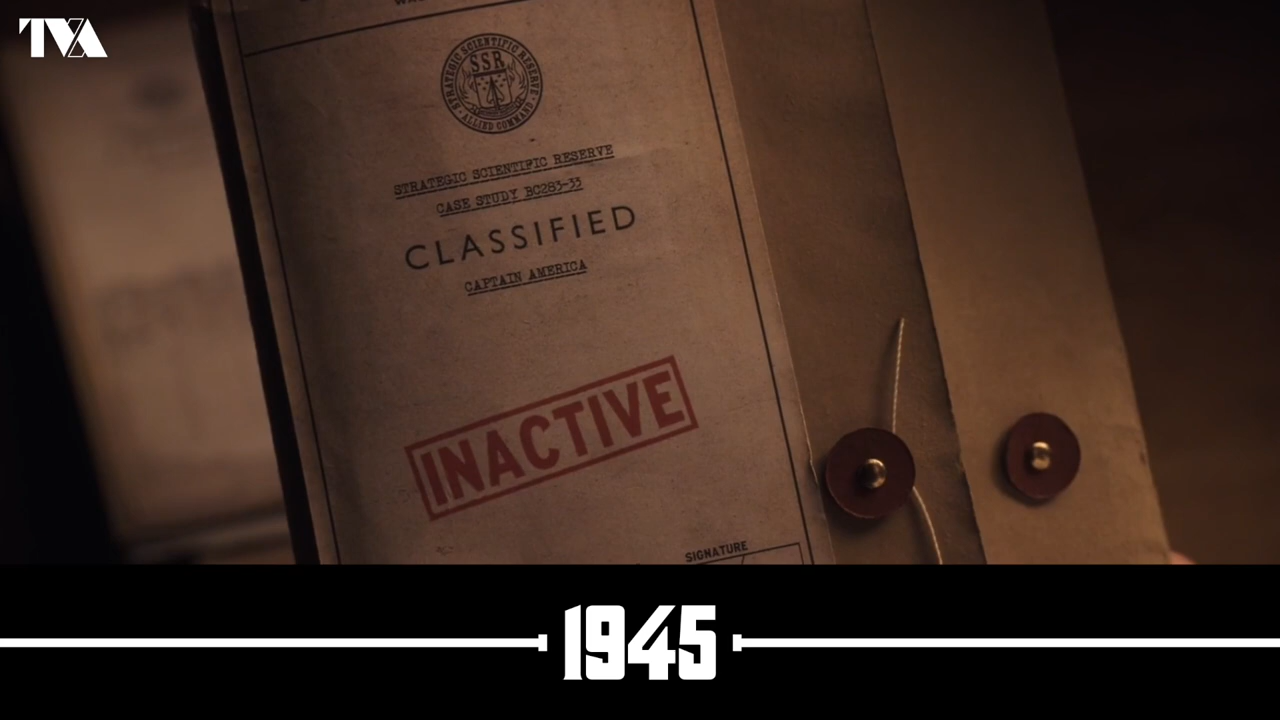 TVA
SSR
STRATEGIC SCIENTIFIC RESERVE
ALLIED COMMAND
STRATEGIC SCIENTIFIC RESERVE
CASE STUDY BC283-33
CLASSIFIED
CAPTAIN AMERICA
INACTIVE
SIGNATURE
1945